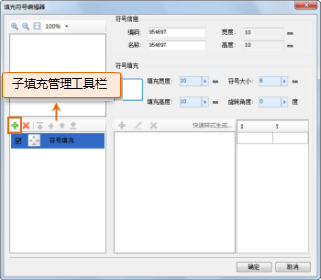 填充符号编辑器
100%
符号信息
编码: 954697 宽度: 10 mm
名称: 954697 高度: 10 mm
符号填充
填充宽度: 10 mm 符号大小: 6 mm
填充高度: 10 mm 旋转角度: 0 度
子填充管理工具栏
快速样式生成...
X Y
符号填充
确定 取消